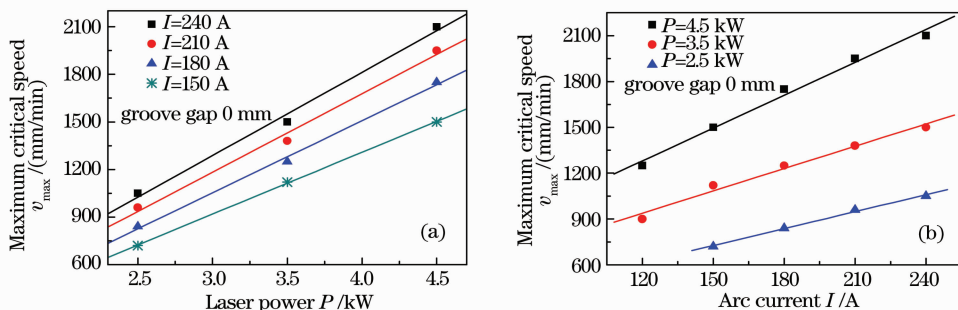 2100
1800
1500
1200
900
600
Maximum critical speed
v_max /(mm/min)
I=240 A
I=210 A
I=180 A
I=150 A
groove gap 0 mm
(a)
2.5 3.0 3.5 4.0 4.5
Laser power P /kW
2100
1800
1500
1200
900
600
Maximum critical speed
v_max /(mm/min)
P=4.5 kW
P=3.5 kW
P=2.5 kW
groove gap 0 mm
(b)
120 150 180 210 240
Arc current I /A